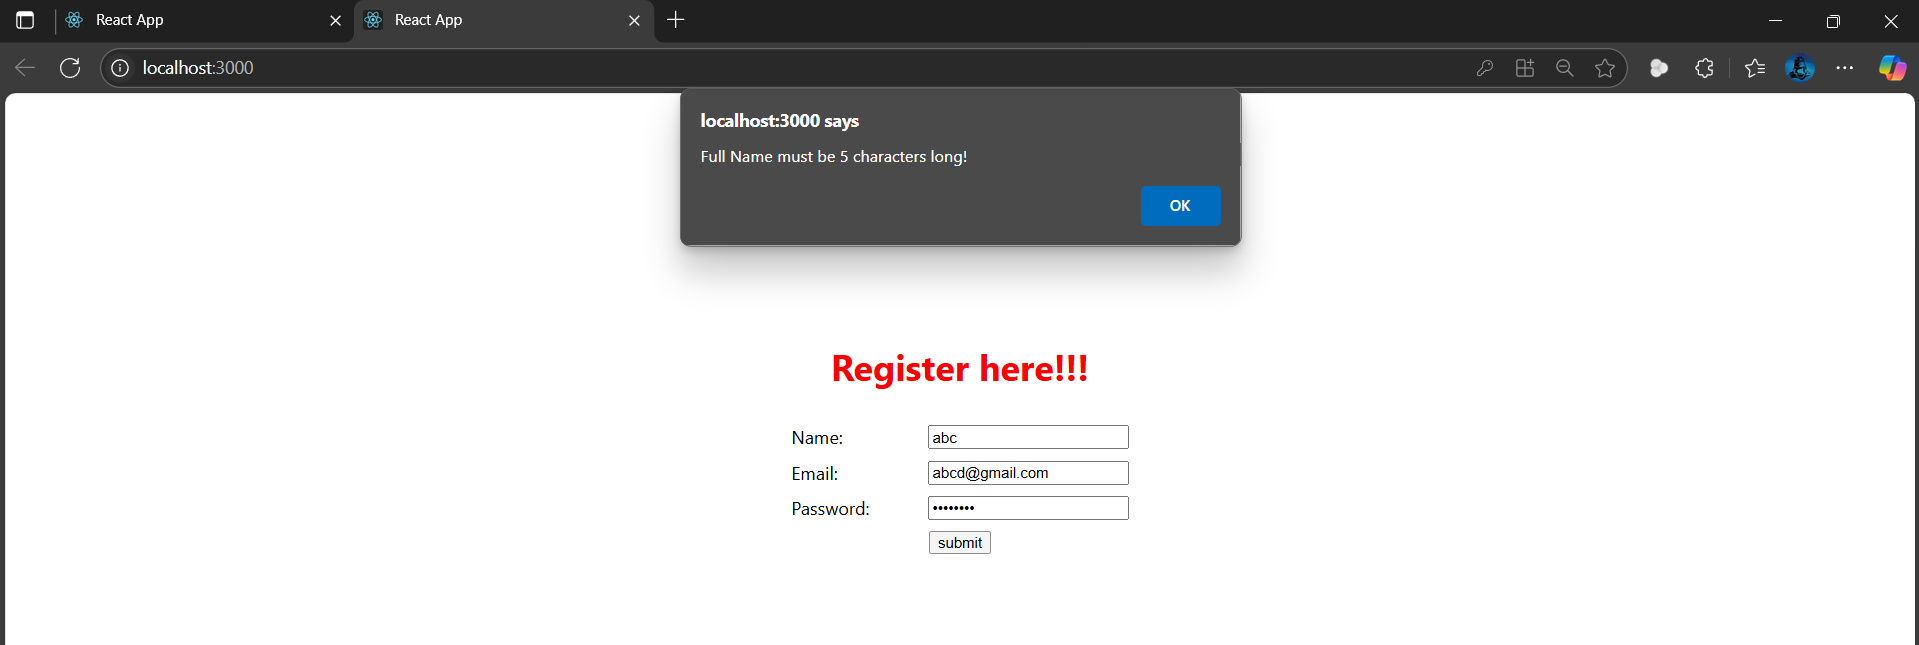 React App
React App
localhost:3000
localhost:3000 says
Full Name must be 5 characters long!
OK
Register here!!!
Name: abc
Email: abcd@gmail.com
Password: ••••••••
submit